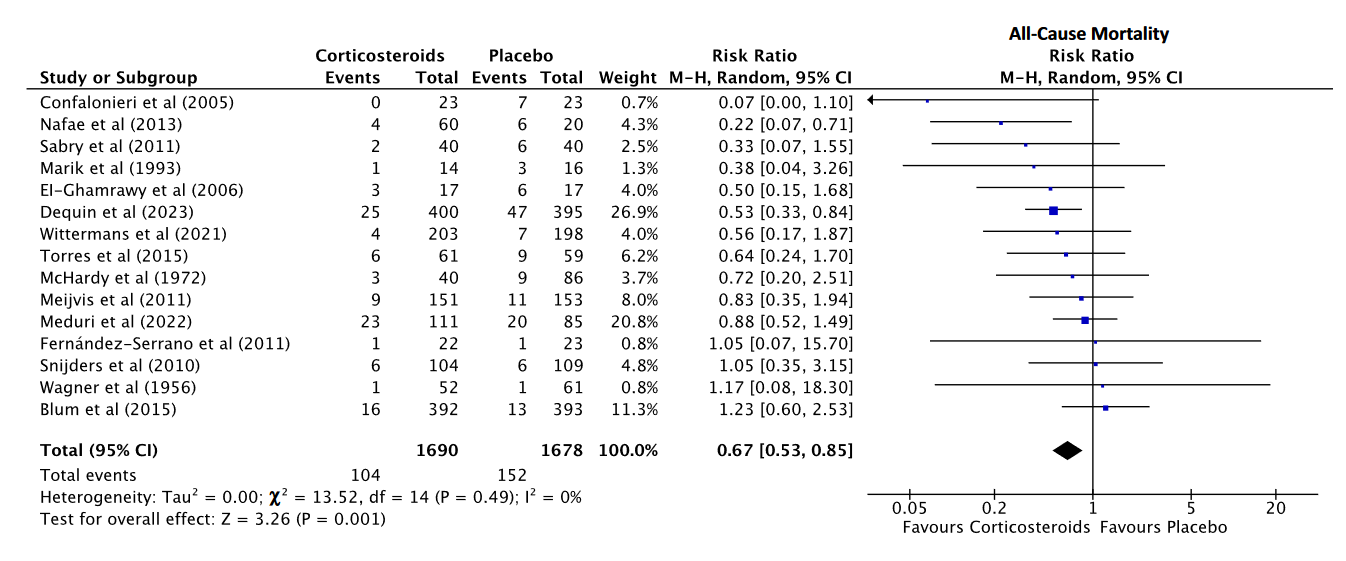 All-Cause Mortality
Corticosteroids Placebo Risk Ratio Risk Ratio
Study or Subgroup Events Total Events Total Weight M-H, Random, 95% CI M-H, Random, 95% CI
Confalonieri et al (2005) 0 23 7 23 0.7% 0.07 [0.00, 1.10]
Nafae et al (2013) 4 60 6 20 4.3% 0.22 [0.07, 0.71]
Sabry et al (2011) 2 40 6 40 2.5% 0.33 [0.07, 1.55]
Marik et al (1993) 1 14 3 16 1.3% 0.38 [0.04, 3.26]
El-Ghamrawy et al (2006) 3 17 6 17 4.0% 0.50 [0.15, 1.68]
Dequin et al (2023) 25 400 47 395 26.9% 0.53 [0.33, 0.84]
Wittermans et al (2021) 4 203 7 198 4.0% 0.56 [0.17, 1.87]
Torres et al (2015) 6 61 9 59 6.2% 0.64 [0.24, 1.70]
McHardy et al (1972) 3 40 9 86 3.7% 0.72 [0.20, 2.51]
Meijvis et al (2011) 9 151 11 153 8.0% 0.83 [0.35, 1.94]
Meduri et al (2022) 23 111 20 85 20.8% 0.88 [0.52, 1.49]
Fernández-Serrano et al (2011) 1 22 1 23 0.8% 1.05 [0.07, 15.70]
Snijders et al (2010) 6 104 6 109 4.8% 1.05 [0.35, 3.15]
Wagner et al (1956) 1 52 1 61 0.8% 1.17 [0.08, 18.30]
Blum et al (2015) 16 392 13 393 11.3% 1.23 [0.60, 2.53]
Total (95% CI) 1690 1678 100.0% 0.67 [0.53, 0.85]
Total events 104 152
Heterogeneity: Tau² = 0.00; χ² = 13.52, df = 14 (P = 0.49); I² = 0%
Test for overall effect: Z = 3.26 (P = 0.001)
0.05 0.2 1 5 20
Favours Corticosteroids Favours Placebo